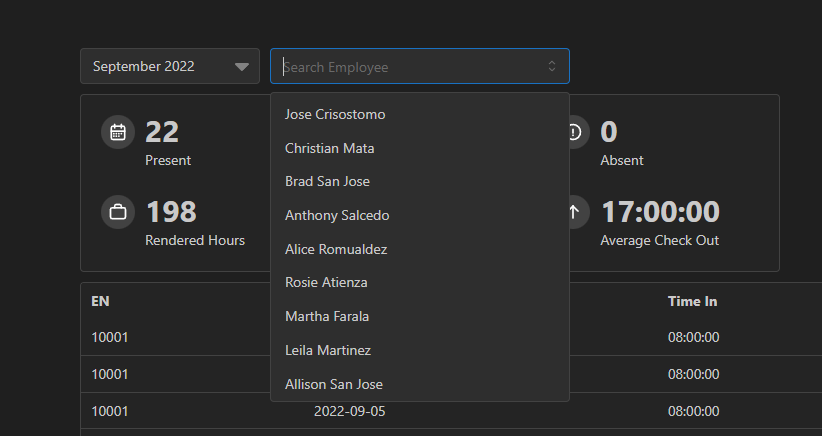 September 2022
Search Employee
Jose Crisostomo
Christian Mata
Brad San Jose
Anthony Salcedo
Alice Romualdez
Rosie Atienza
Martha Farala
Leila Martinez
Allison San Jose
22
Present
0
Absent
198
Rendered Hours
17:00:00
Average Check Out
EN Time In
10001 08:00:00
10001 08:00:00
10001 2022-09-05 08:00:00